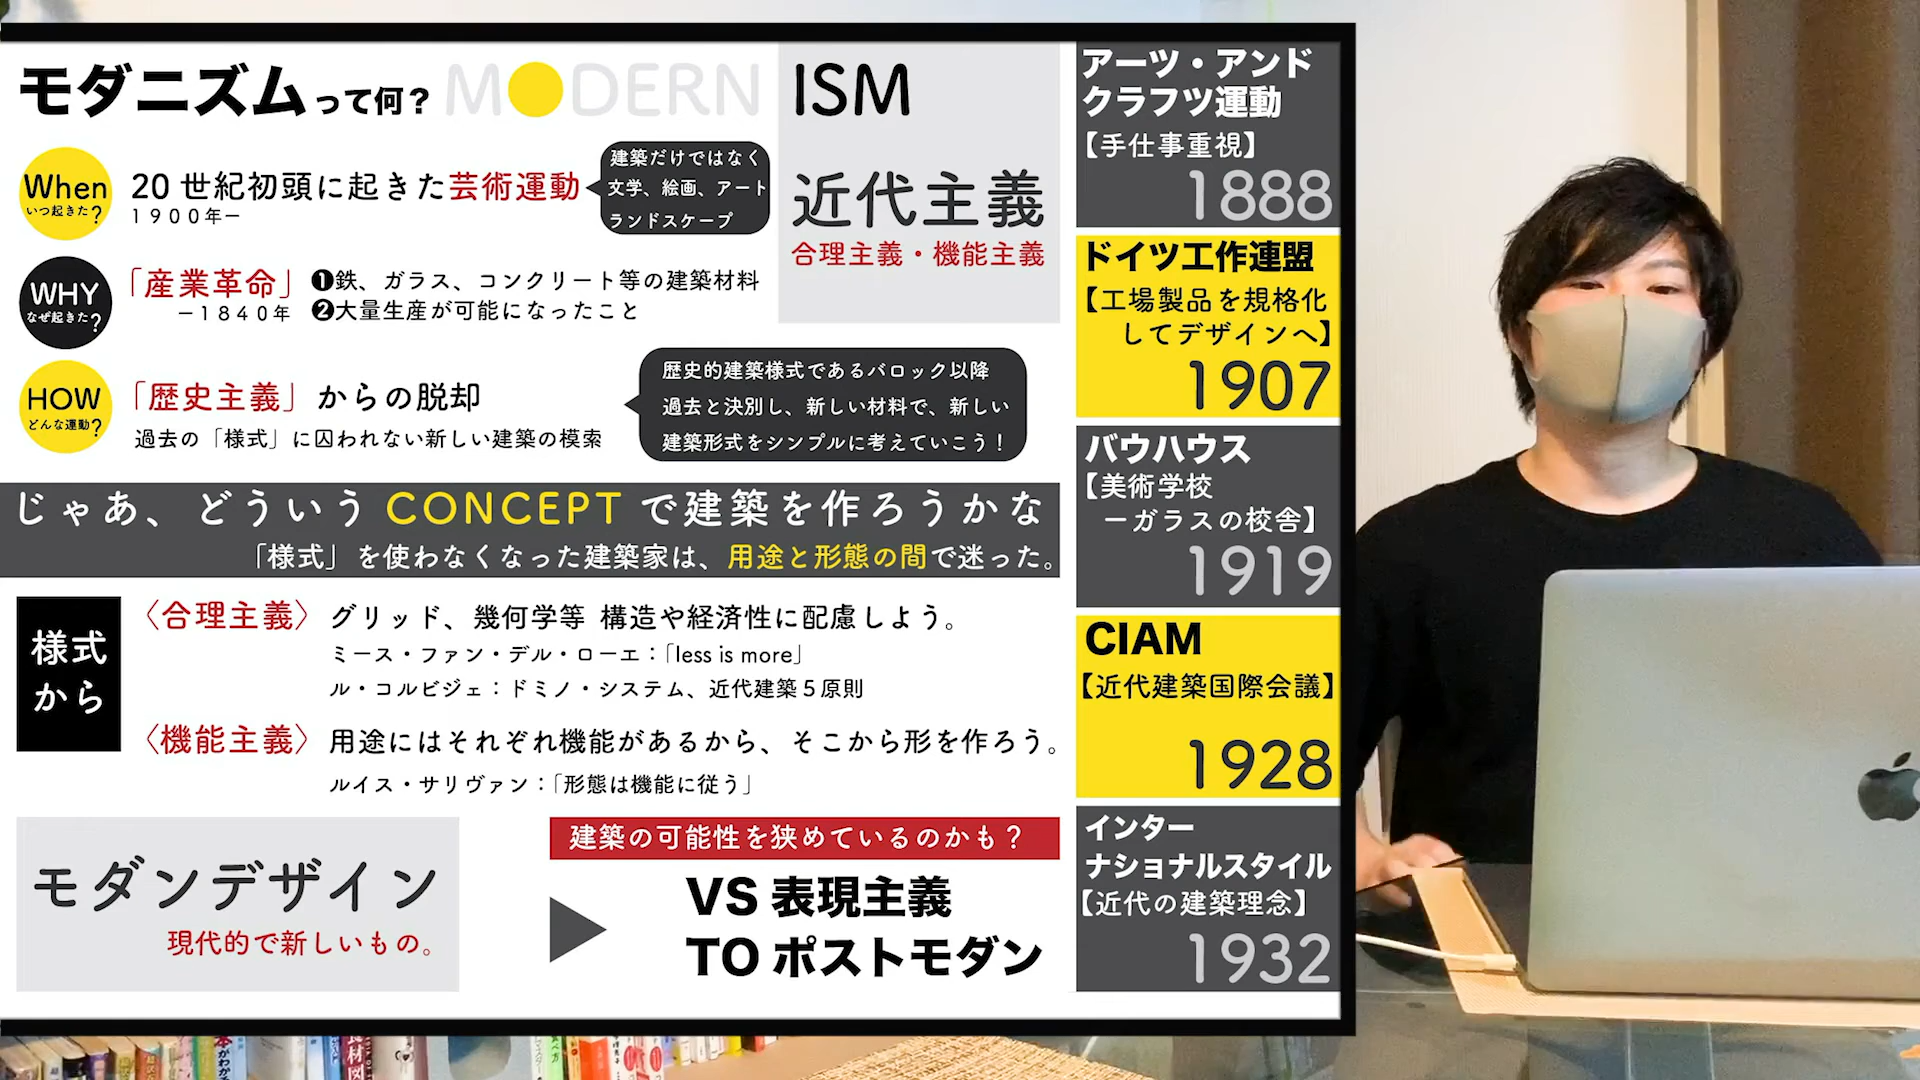 モダニズムって何？
MODERN
ISM
近代主義
合理主義・機能主義
When
いつ起きた？
20世紀初頭に起きた芸術運動
1900年ー
建築だけではなく
文学、絵画、アート
ランドスケープ
WHY
なぜ起きた？
「産業革命」
ー1840年
❶鉄、ガラス、コンクリート等の建築材料
❷大量生産が可能になったこと
HOW
どんな運動？
「歴史主義」からの脱却
過去の「様式」に囚われない新しい建築の模索
歴史的建築様式であるバロック以降
過去と決別し、新しい材料で、新しい
建築形式をシンプルに考えていこう！
じゃあ、どういうCONCEPTで建築を作ろうかな
「様式」を使わなくなった建築家は、用途と形態の間で迷った。
様式
から
〈合理主義〉グリッド、幾何学等 構造や経済性に配慮しよう。
ミース・ファン・デル・ローエ：「less is more」
ル・コルビジェ：ドミノ・システム、近代建築５原則
〈機能主義〉用途にはそれぞれ機能があるから、そこから形を作ろう。
ルイス・サリヴァン：「形態は機能に従う」
モダンデザイン
現代的で新しいもの。
建築の可能性を狭めているのかも？
VS 表現主義
TO ポストモダン
アーツ・アンド
クラフツ運動
【手仕事重視】
1888
ドイツ工作連盟
【工場製品を規格化
してデザインへ】
1907
バウハウス
【美術学校
ーガラスの校舎】
1919
CIAM
【近代建築国際会議】
1928
インター
ナショナルスタイル
【近代の建築理念】
1932